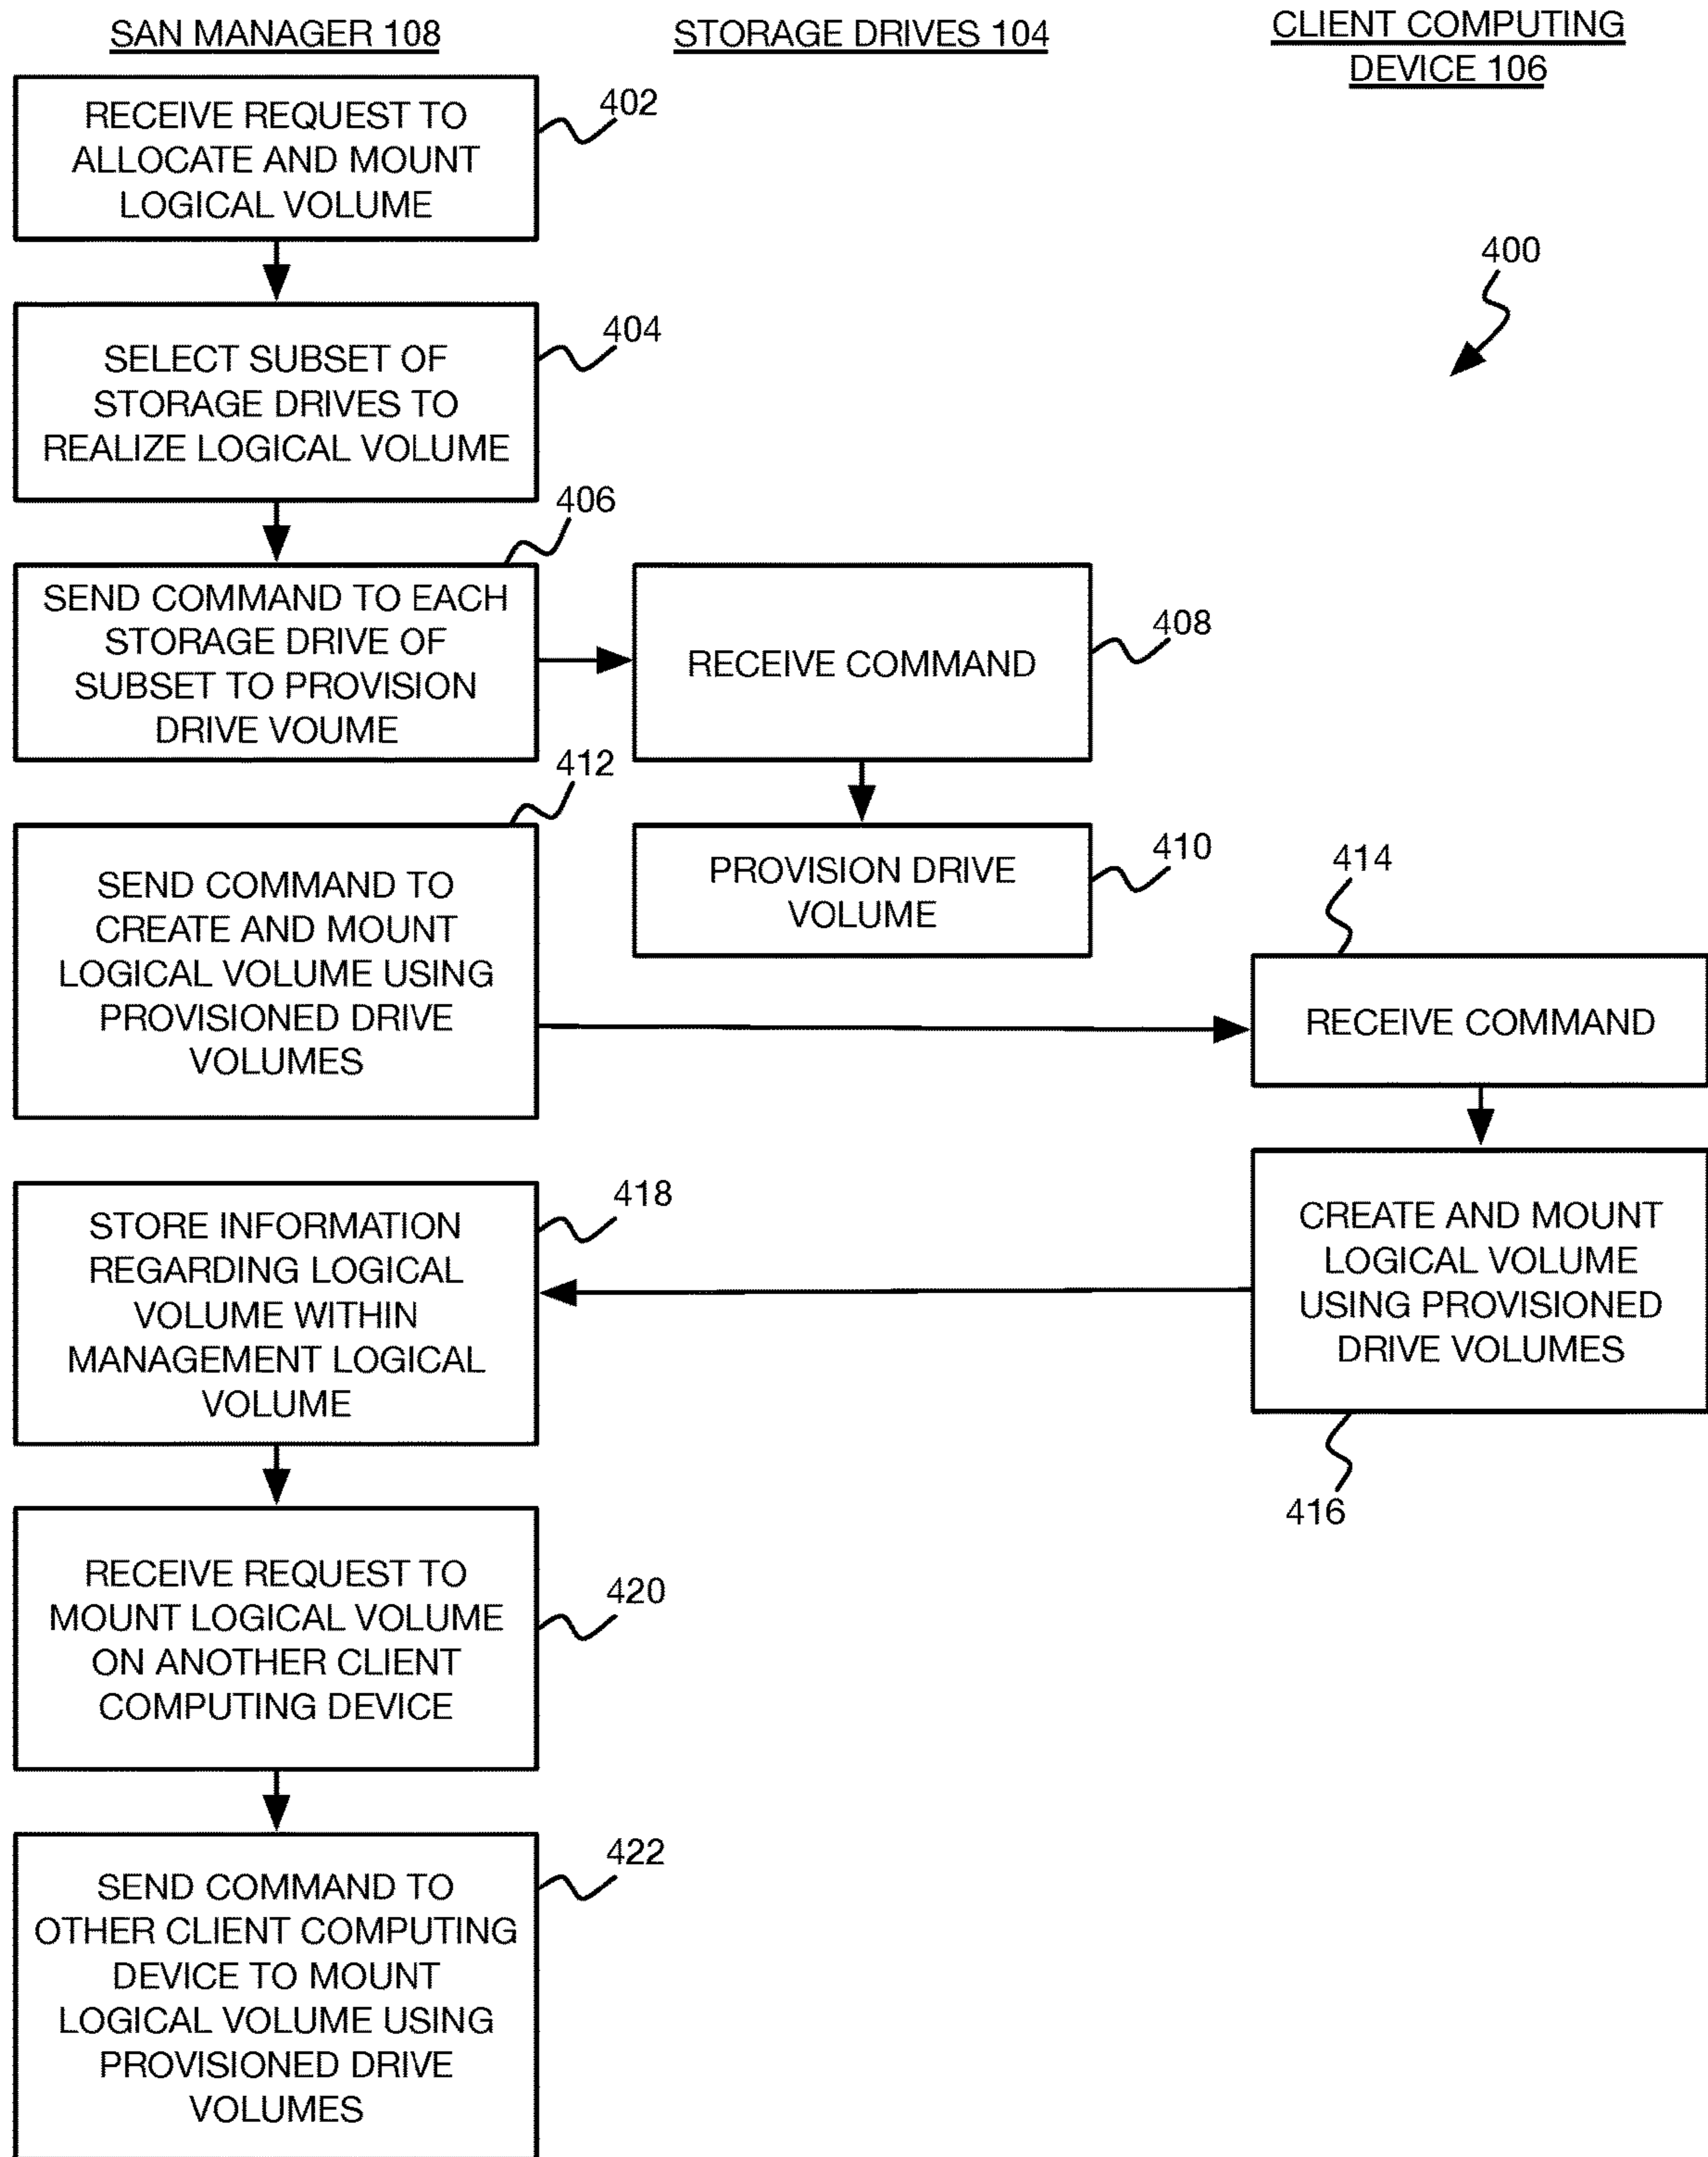 SAN MANAGER 108
STORAGE DRIVES 104
CLIENT COMPUTING
DEVICE 106
RECEIVE REQUEST TO
ALLOCATE AND MOUNT
LOGICAL VOLUME
402
400
SELECT SUBSET OF
STORAGE DRIVES TO
REALIZE LOGICAL VOLUME
404
406
SEND COMMAND TO EACH
STORAGE DRIVE OF
SUBSET TO PROVISION
DRIVE VOUME
RECEIVE COMMAND
408
412
SEND COMMAND TO
CREATE AND MOUNT
LOGICAL VOLUME USING
PROVISIONED DRIVE
VOLUMES
PROVISION DRIVE
VOLUME
410
414
RECEIVE COMMAND
CREATE AND MOUNT
LOGICAL VOLUME
USING PROVISIONED
DRIVE VOLUMES
416
STORE INFORMATION
REGARDING LOGICAL
VOLUME WITHIN
MANAGEMENT LOGICAL
VOLUME
418
RECEIVE REQUEST TO
MOUNT LOGICAL VOLUME
ON ANOTHER CLIENT
COMPUTING DEVICE
420
SEND COMMAND TO
OTHER CLIENT COMPUTING
DEVICE TO MOUNT
LOGICAL VOLUME USING
PROVISIONED DRIVE
VOLUMES
422